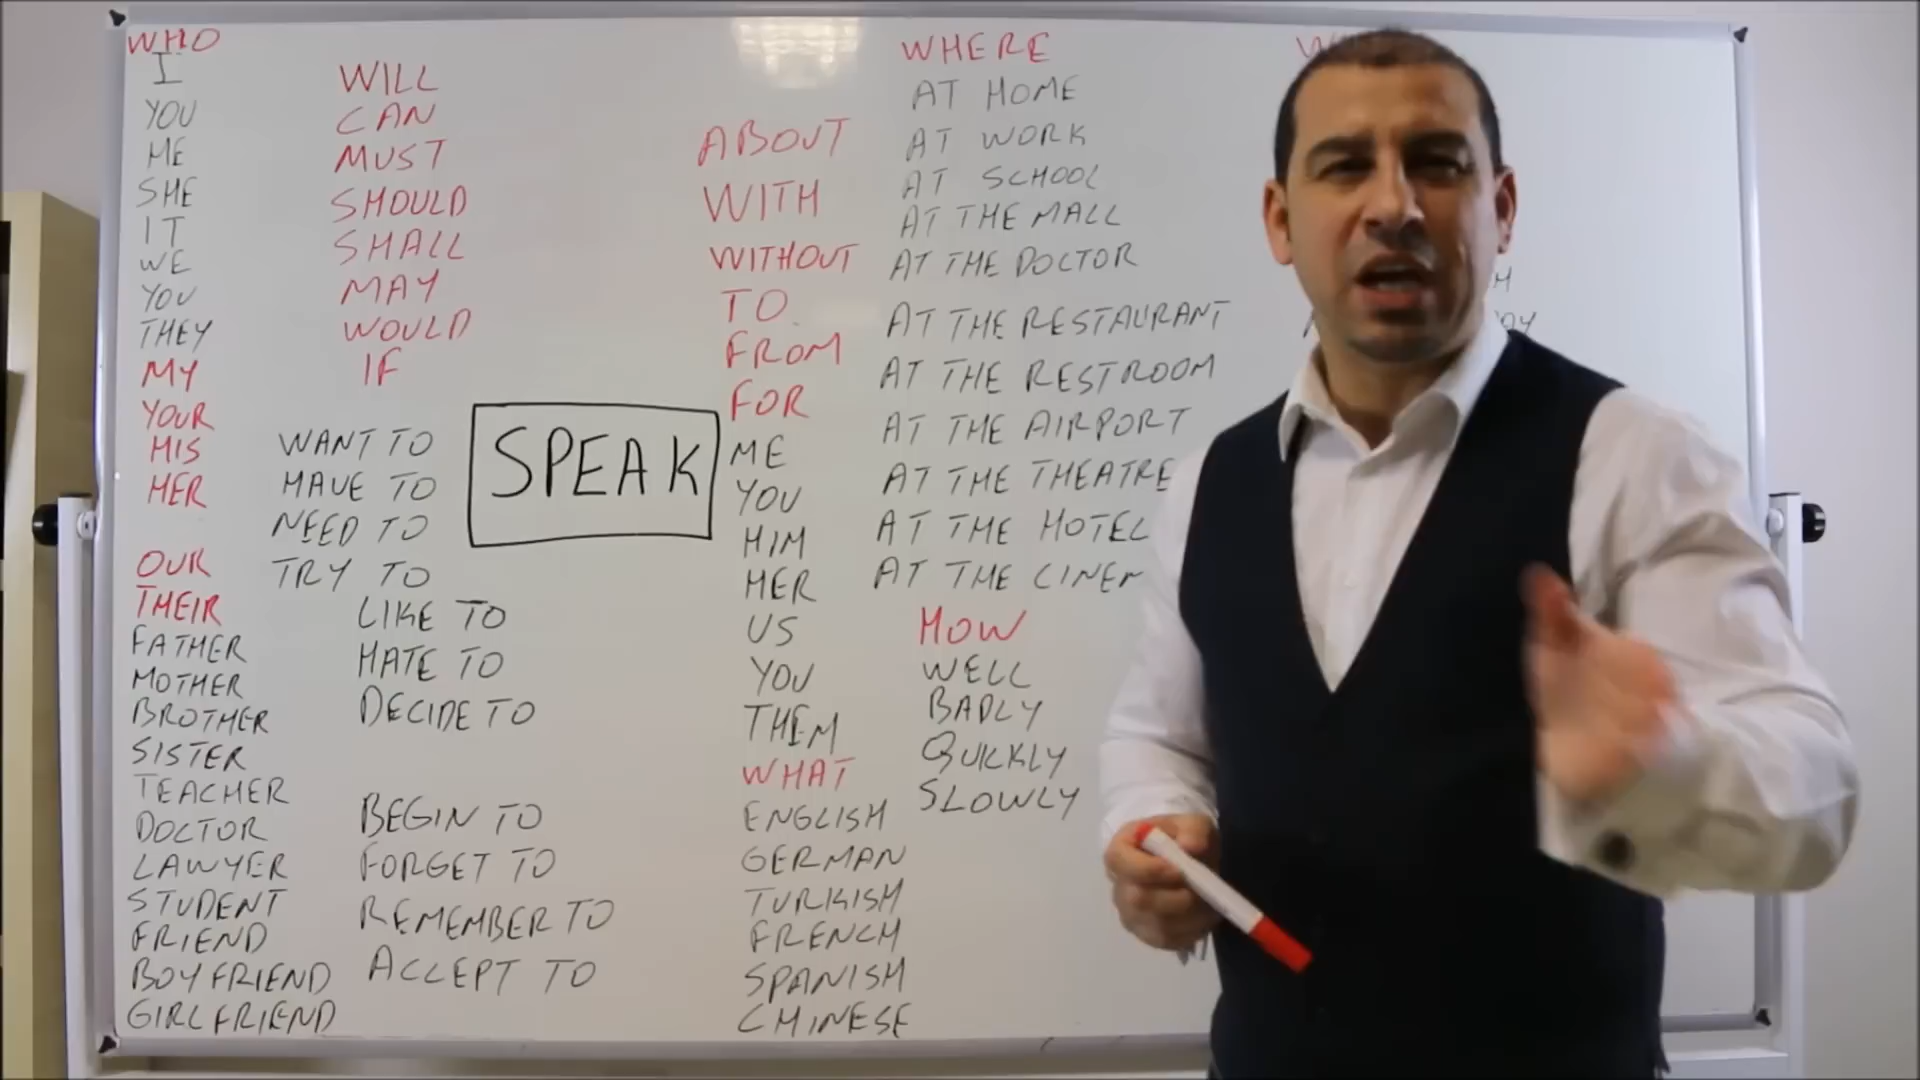 WHO
I
YOU
ME
SHE
IT
WE
YOU
THEY
MY
YOUR
HIS
HER
OUR
THEIR
FATHER
MOTHER
BROTHER
SISTER
TEACHER
DOCTOR
LAWYER
STUDENT
FRIEND
BOYFRIEND
GIRLFRIEND
WILL
CAN
MUST
SHOULD
SHALL
MAY
WOULD
IF
WANT TO
HAVE TO
NEED TO
TRY TO
LIKE TO
HATE TO
DECIDE TO
BEGIN TO
FORGET TO
REMEMBER TO
ACCEPT TO
SPEAK
ABOUT
WITH
WITHOUT
TO
FROM
FOR
ME
YOU
HIM
HER
US
YOU
THEM
WHAT
ENGLISH
GERMAN
TURKISH
FRENCH
SPANISH
CHINESE
WHERE
AT HOME
AT WORK
AT SCHOOL
AT THE MALL
AT THE DOCTOR
AT THE RESTAURANT
AT THE RESTROOM
AT THE AIRPORT
AT THE THEATRE
AT THE HOTEL
AT THE
HOW
WELL
BADLY
QUIKKLY
SLOWLY